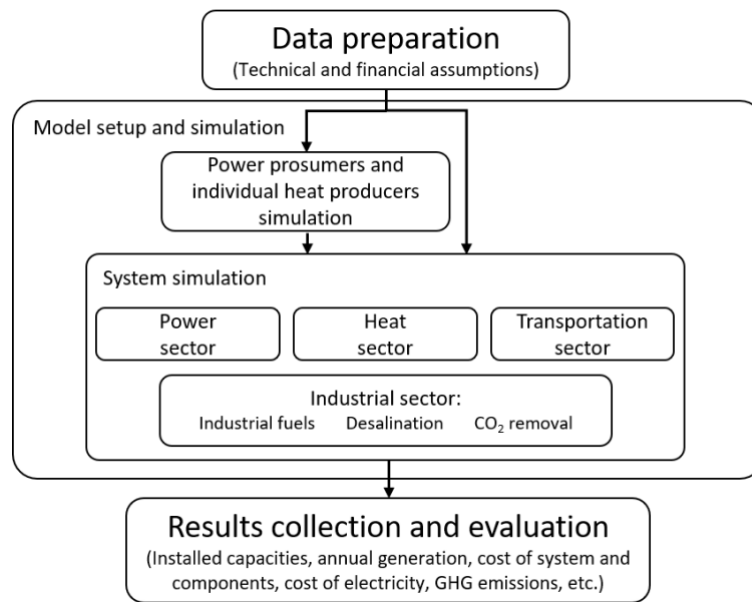 Data preparation
(Technical and financial assumptions)
Model setup and simulation
Power prosumers and
individual heat producers
simulation
System simulation
Power
sector
Heat
sector
Transportation
sector
Industrial sector:
Industrial fuels Desalination CO₂ removal
Results collection and evaluation
(Installed capacities, annual generation, cost of system and
components, cost of electricity, GHG emissions, etc.)